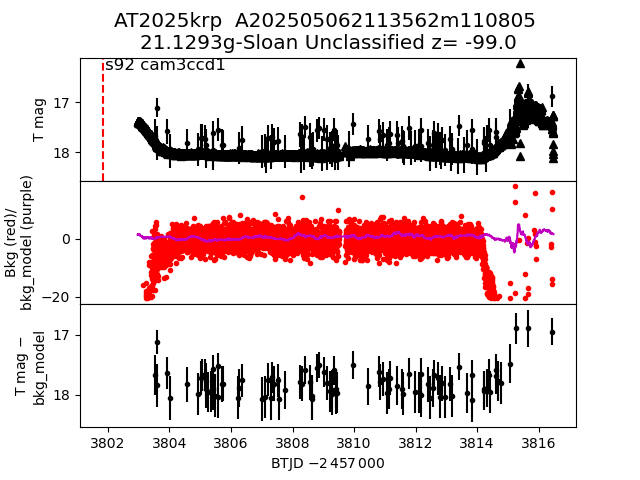 AT2025krp A202505062113562m110805
21.1293g-Sloan Unclassified z= -99.0
s92 cam3ccd1
T mag
17
18
Bkg (red)/
bkg_model (purple)
0
−20
T mag −
bkg_model
17
18
3802 3804 3806 3808 3810 3812 3814 3816
BTJD −2 457 000